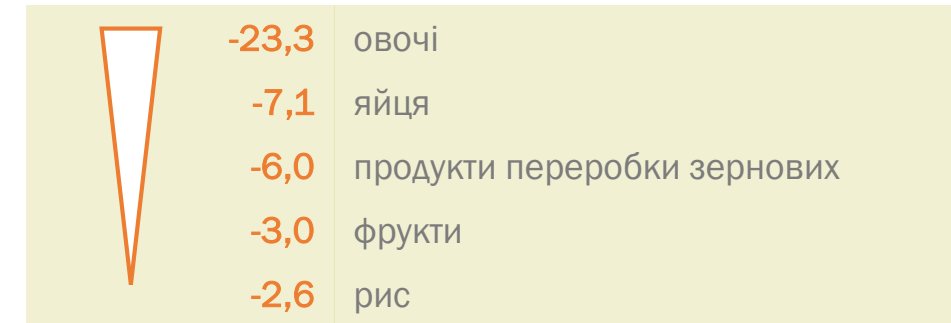 -23,3 овочі
-7,1 яйця
-6,0 продукти переробки зернових
-3,0 фрукти
-2,6 рис